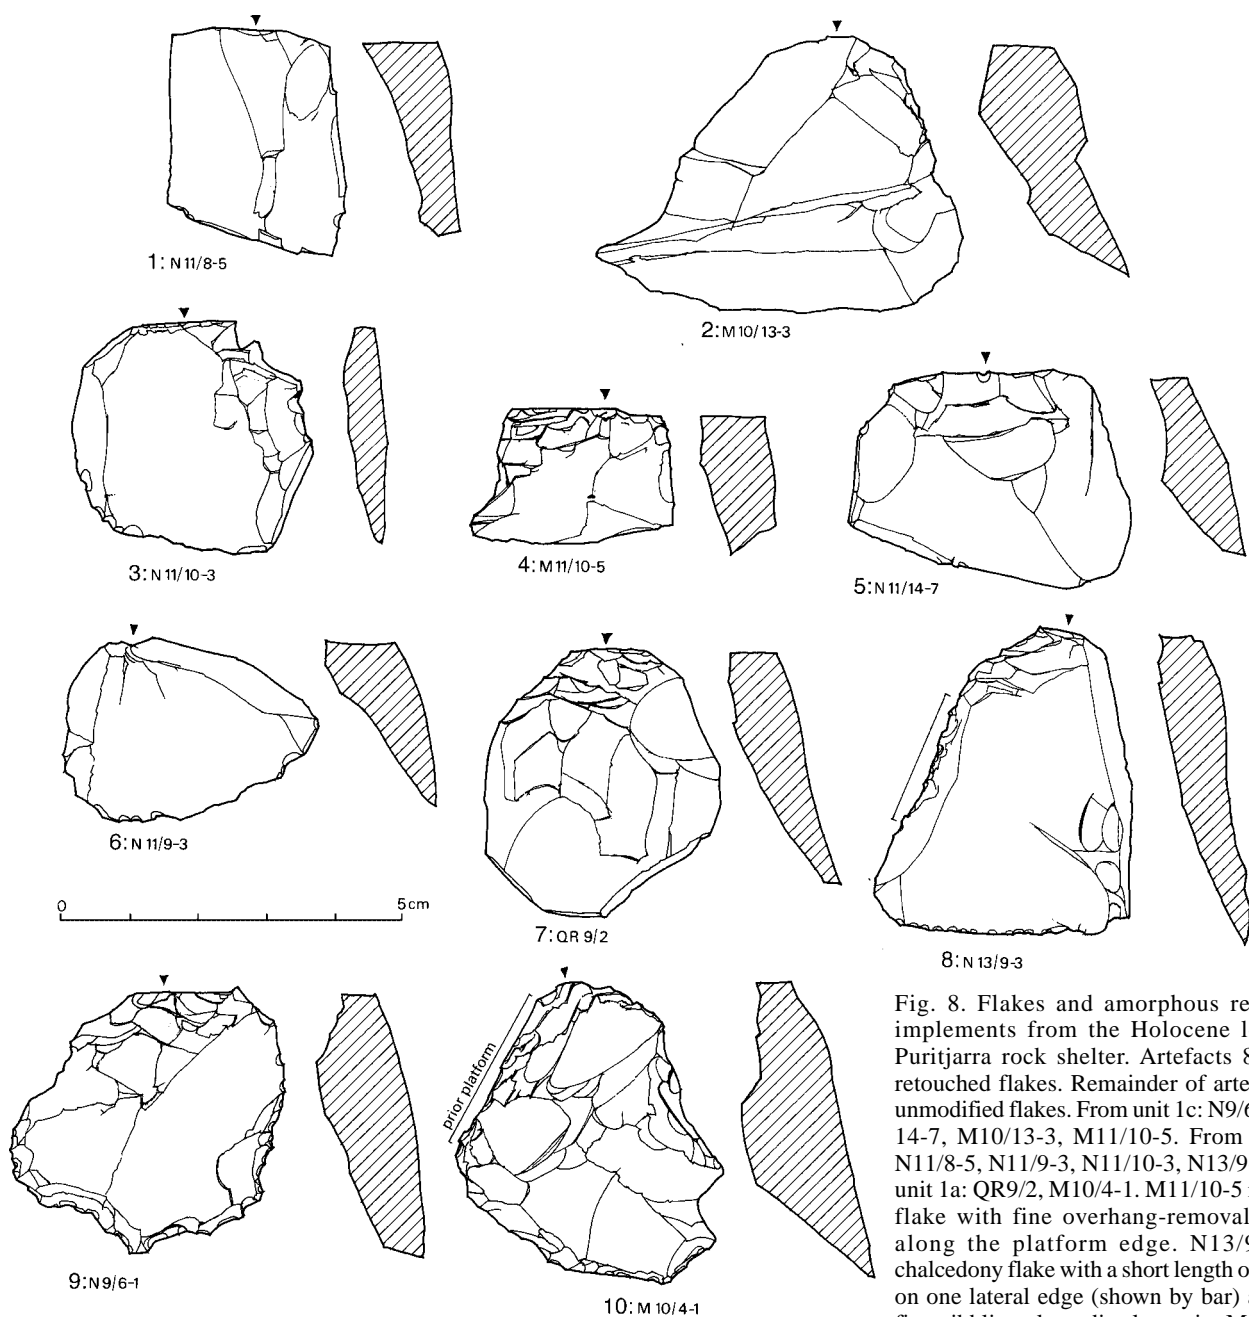 1: N11/8-5
2: M10/13-3
3: N11/10-3
4: M11/10-5
5: N11/14-7
6: N11/9-3
0 5cm
7: QR 9/2
8: N13/9-3
prior platform
9: N9/6-1
10: M10/4-1
Fig. 8. Flakes and amorphous re
implements from the Holocene l
Puritjarra rock shelter. Artefacts 8
retouched flakes. Remainder of arte
unmodified flakes. From unit 1c: N9/6
14-7, M10/13-3, M11/10-5. From
N11/8-5, N11/9-3, N11/10-3, N13/9
unit 1a: QR9/2, M10/4-1. M11/10-5
flake with fine overhang-removal
along the platform edge. N13/9
chalcedony flake with a short length o
on one lateral edge (shown by bar)